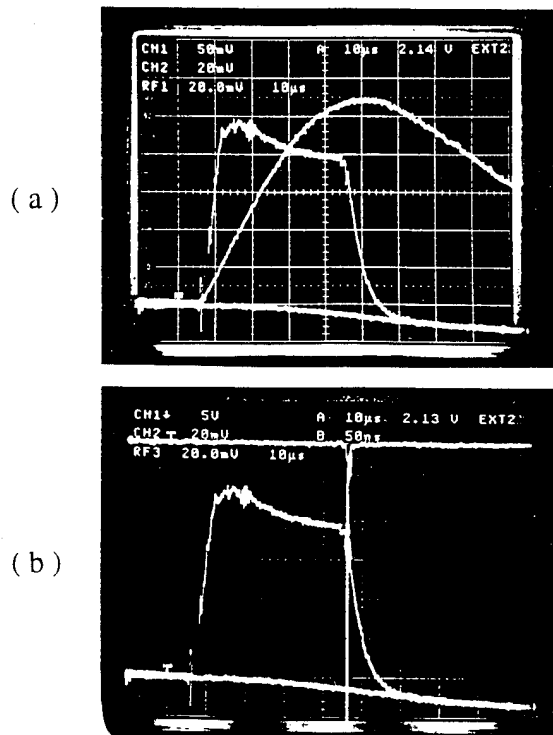 CH1 50mV A 10µs 2.14 V EXT2
CH2 20mV
RF1 20.0mV 10µs
(a)
CH1↓ 5V A 10µs 2.13 V EXT2
CH2 20mV B 50ns
RF3 20.0mV 10µs
(b)